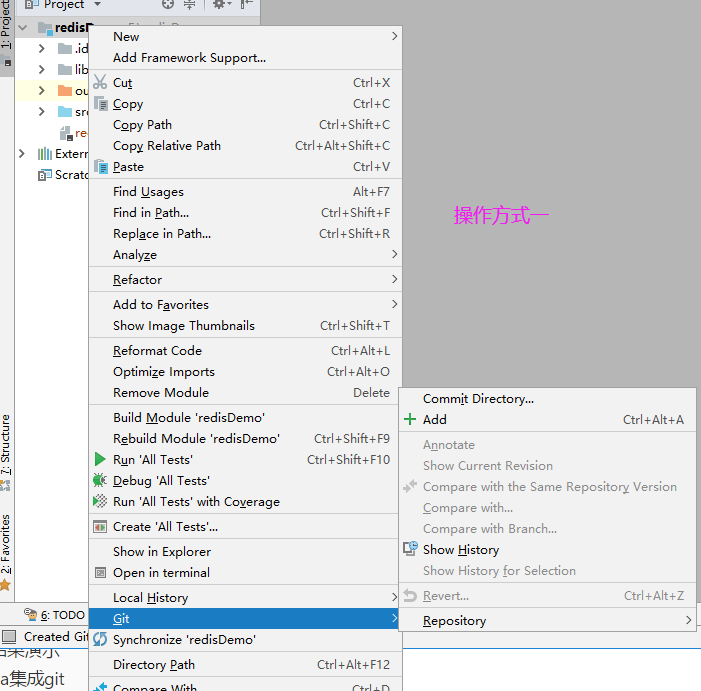 1: Project
Project
redisD
.id
lib
ou
src
re
Extern
Scratc
7: Structure
2: Favorites
6: TODO
Created Gi
New
Add Framework Support...
Cut Ctrl+X
Copy Ctrl+C
Copy Path Ctrl+Shift+C
Copy Relative Path Ctrl+Alt+Shift+C
Paste Ctrl+V
Find Usages Alt+F7
Find in Path... Ctrl+Shift+F
Replace in Path... Ctrl+Shift+R
Analyze
Refactor
Add to Favorites
Show Image Thumbnails Ctrl+Shift+T
Reformat Code Ctrl+Alt+L
Optimize Imports Ctrl+Alt+O
Remove Module Delete
Build Module 'redisDemo'
Rebuild Module 'redisDemo' Ctrl+Shift+F9
Run 'All Tests' Ctrl+Shift+F10
Debug 'All Tests'
Run 'All Tests' with Coverage
Create 'All Tests'...
Show in Explorer
Open in terminal
Local History
Git
Synchronize 'redisDemo'
Directory Path Ctrl+Alt+F12
Compare With Ctrl+D
操作方式一
Commit Directory...
Add Ctrl+Alt+A
Annotate
Show Current Revision
Compare with the Same Repository Version
Compare with...
Compare with Branch...
Show History
Show History for Selection
Revert... Ctrl+Alt+Z
Repository
果演示
a集成git